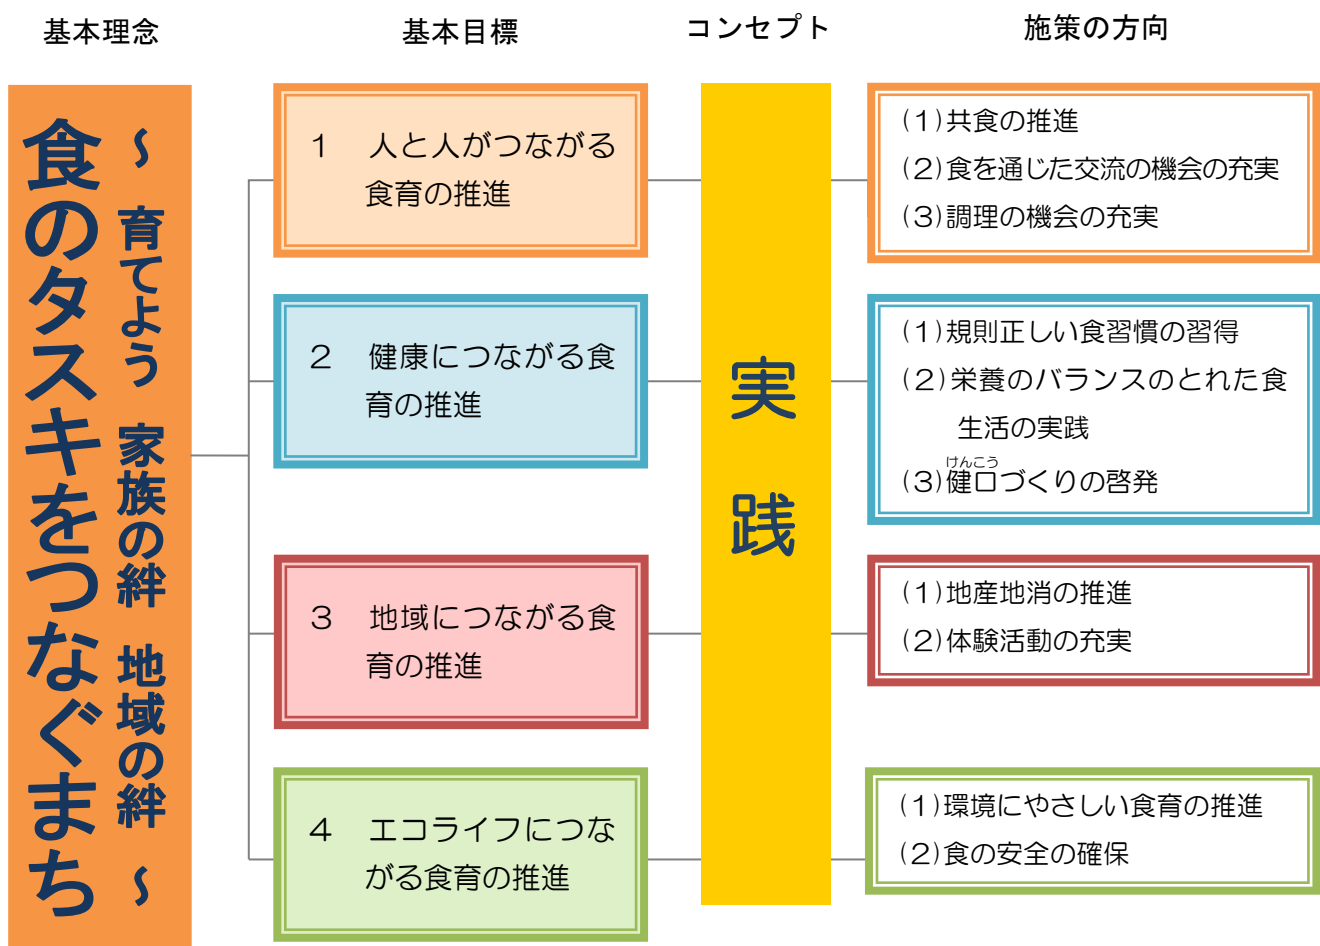 基本理念
基本目標
コンセプト
施策の方向
食のタスキをつなぐまち
～ 育てよう 家族の絆 地域の絆 ～
1 人と人がつながる
食育の推進
2 健康につながる食
育の推進
3 地域につながる食
育の推進
4 エコライフにつな
がる食育の推進
実践
(1)共食の推進
(2)食を通じた交流の機会の充実
(3)調理の機会の充実
(1)規則正しい食習慣の習得
(2)栄養のバランスのとれた食
生活の実践
けんこう
(3)健口づくりの啓発
(1)地産地消の推進
(2)体験活動の充実
(1)環境にやさしい食育の推進
(2)食の安全の確保